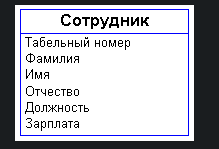 Сотрудник
Табельный номер
Фамилия
Имя
Отчество
Должность
Зарплата